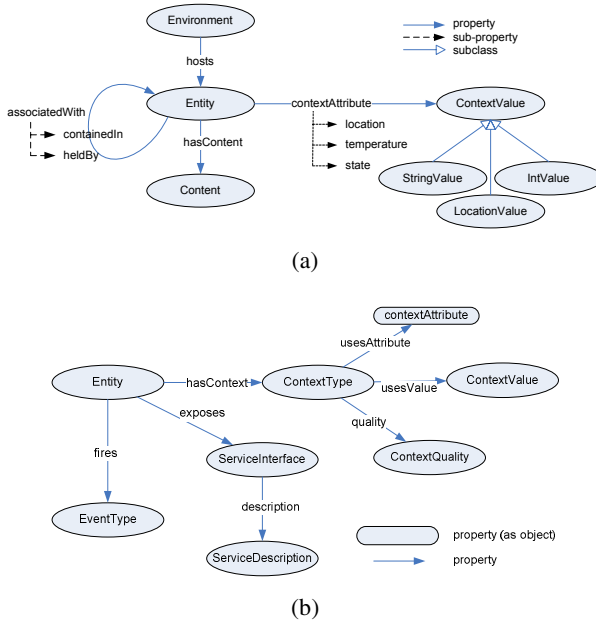 Environment
property
sub-property
subclass
hosts
Entity
contextAttribute
ContextValue
associatedWith
containedIn
heldBy
location
temperature
state
hasContent
Content
StringValue
IntValue
LocationValue
(a)
contextAttribute
usesAttribute
Entity
hasContext
ContextType
usesValue
ContextValue
exposes
quality
fires
ServiceInterface
ContextQuality
description
EventType
property (as object)
ServiceDescription
property
(b)